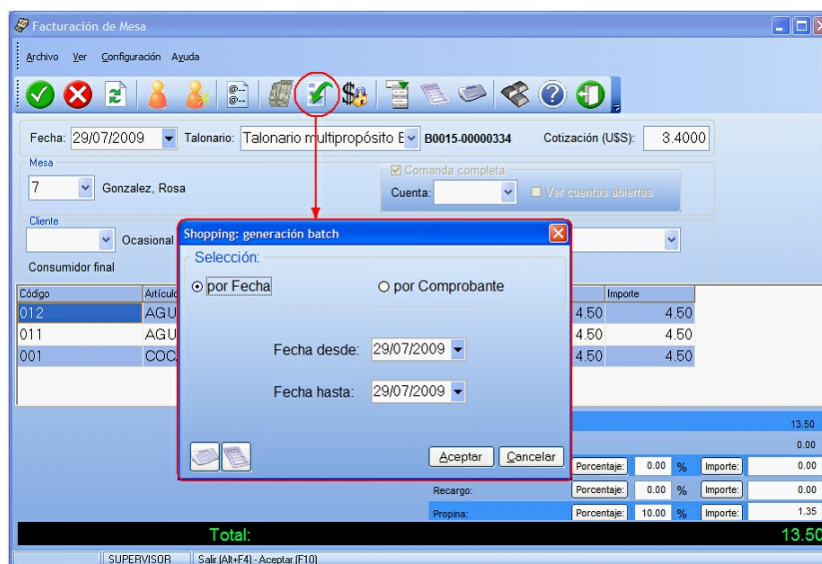 Facturación de Mesa
Archivo Ver Configuración Ayuda
Fecha: 29/07/2009 Talonario: Talonario multipropósito B0015-00000334 Cotización (U$S): 3.4000
Mesa
7 Gonzalez, Rosa
Comanda completa
Cuenta: Ver cuentas abiertas
Cliente
Ocasional
Consumidor final
Shopping: generación batch
Selección:
por Fecha por Comprobante
Fecha desde: 29/07/2009
Fecha hasta: 29/07/2009
Aceptar Cancelar
Código Artículo Importe
012 AGU 4.50 4.50
011 AGU 4.50 4.50
001 COC 4.50 4.50
13.50
0.00
Porcentaje: 0.00 % Importe: 0.00
Recargo: Porcentaje: 0.00 % Importe: 0.00
Propina: Porcentaje: 10.00 % Importe: 1.35
Total: 13.50
SUPERVISOR Salir (Alt+F4) - Aceptar (F10)